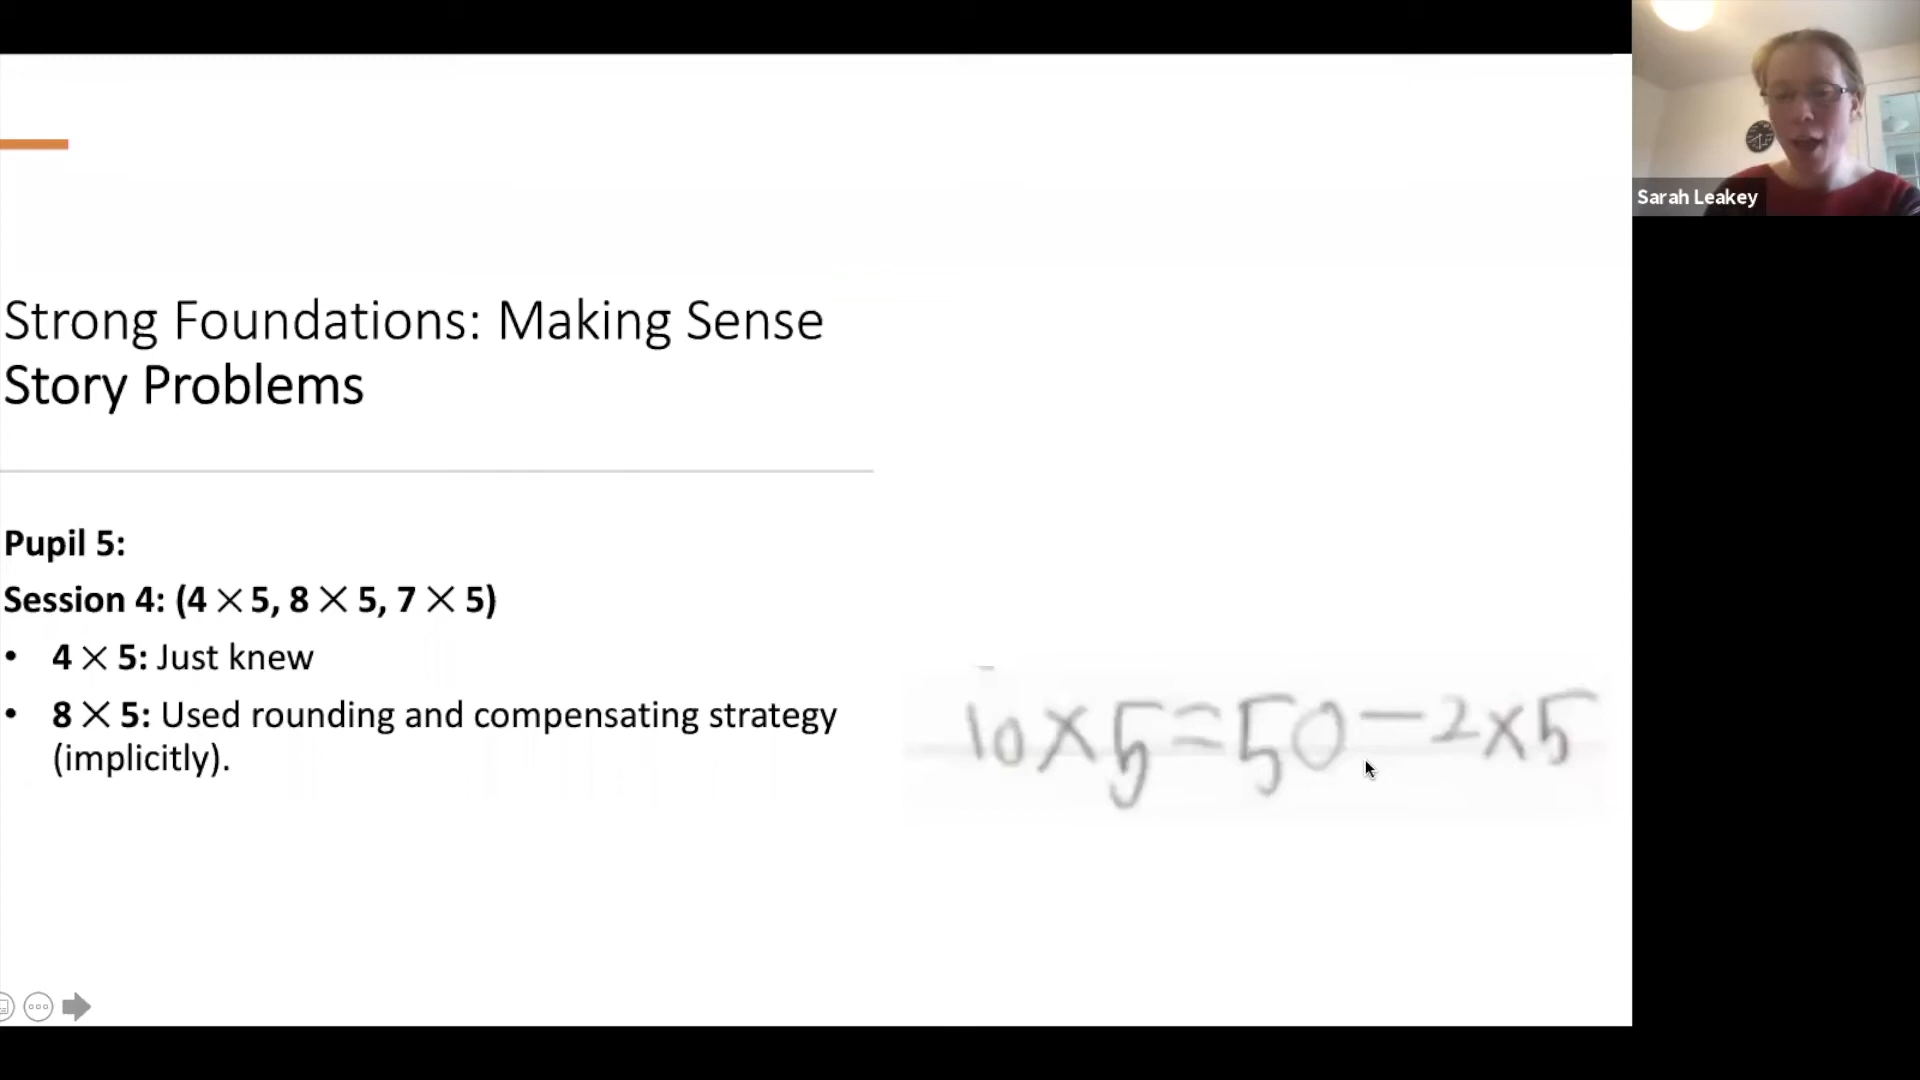 Sarah Leakey
Strong Foundations: Making Sense
Story Problems
Pupil 5:
Session 4: (4 × 5, 8 × 5, 7 × 5)
• 4 × 5: Just knew
• 8 × 5: Used rounding and compensating strategy
(implicitly).
10×5=50-2×5